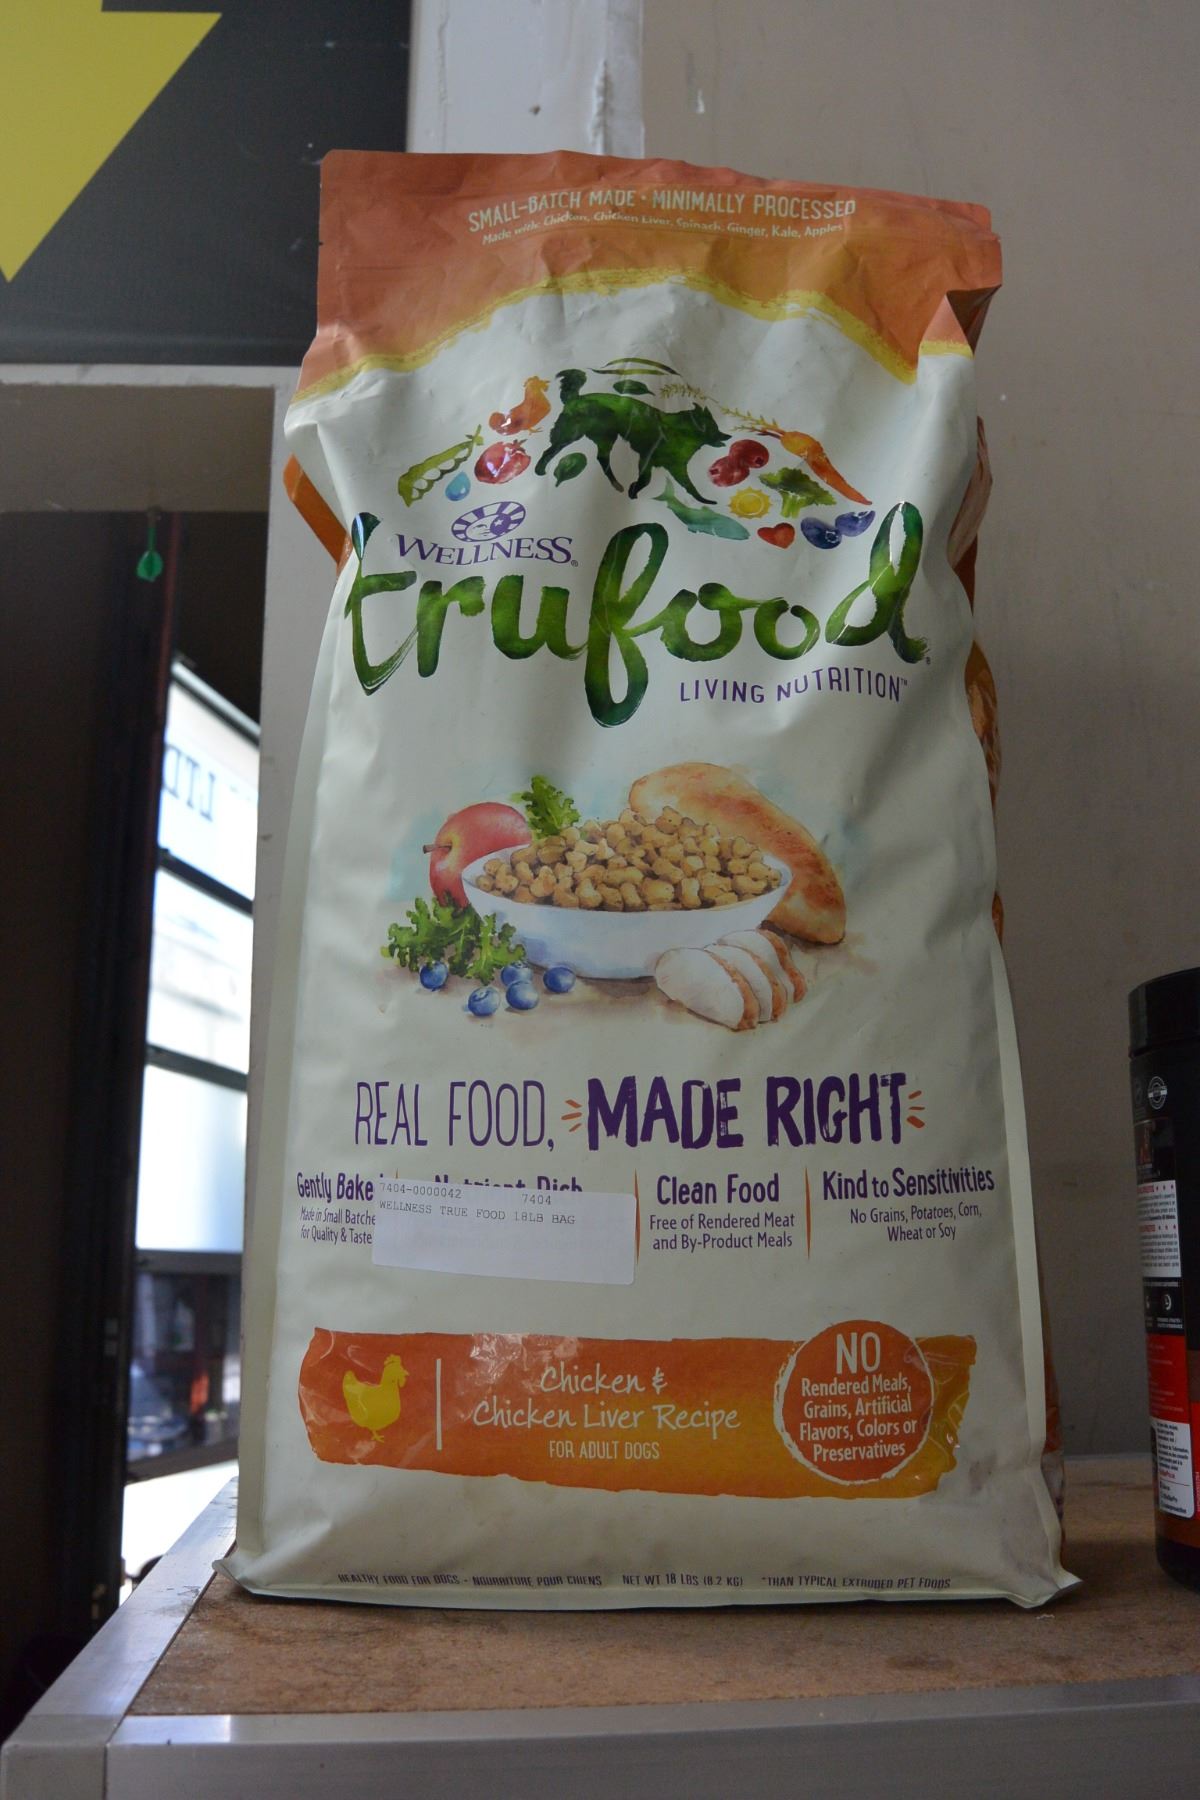 SMALL-BATCH MADE • MINIMALLY PROCESSED
Made with: Chicken, Chicken Liver, Spinach, Ginger, Kale, Apples
WELLNESS®
trufood®
LIVING NUTRITION™
REAL FOOD, MADE RIGHT
Gently Bake
Made in Small Batche
for Quality & Taste
7404-0000042 7404
WELLNESS TRUE FOOD 18LB BAG
Clean Food
Free of Rendered Meat
and By-Product Meals
Kind to Sensitivities
No Grains, Potatoes, Corn,
Wheat or Soy
Chicken &
Chicken Liver Recipe
FOR ADULT DOGS
NO
Rendered Meals,
Grains, Artificial
Flavors, Colors or
Preservatives
HEALTHY FOOD FOR DOGS • NOURRITURE POUR CHIENS NET WT 18 LBS (8.2 KG) *THAN TYPICAL EXTRUDED PET FOODS
LTD